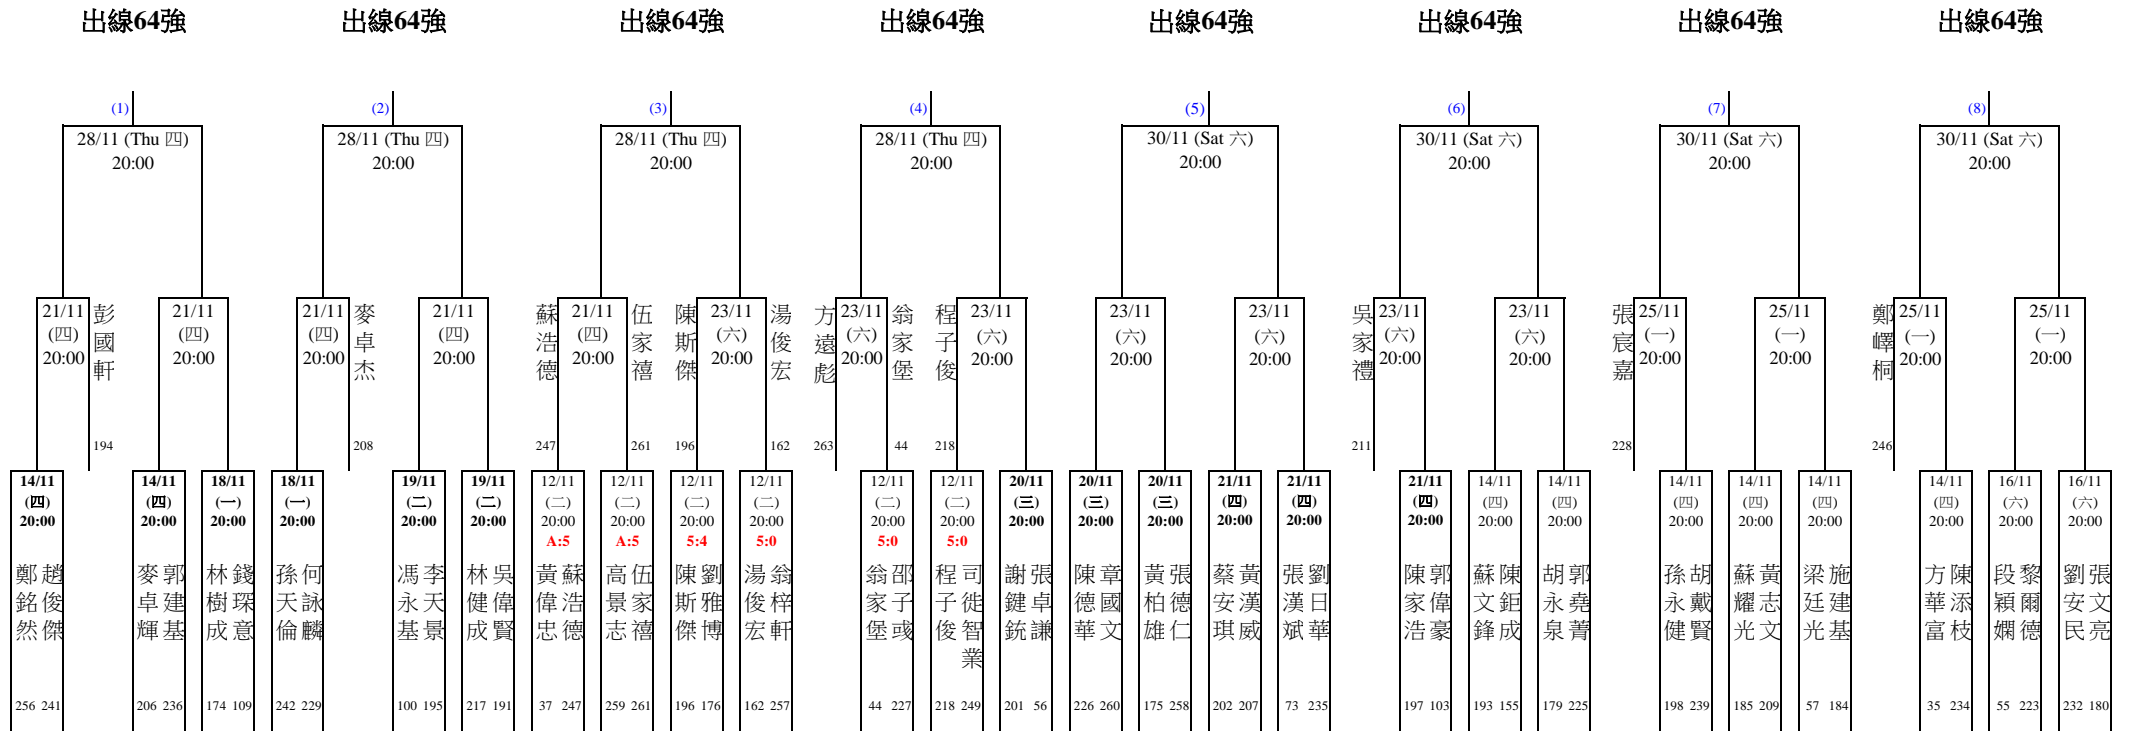 出線64強 出線64強 出線64強 出線64強 出線64強 出線64強 出線64強 出線64強
(1) (2) (3) (4) (5) (6) (7) (8)
28/11 (Thu 四) 28/11 (Thu 四) 28/11 (Thu 四) 28/11 (Thu 四) 30/11 (Sat 六) 30/11 (Sat 六) 30/11 (Sat 六) 30/11 (Sat 六)
20:00 20:00 20:00 20:00 20:00 20:00 20:00 20:00
21/11 (四) 20:00
彭國軒
194
21/11 (四) 20:00
21/11 (四) 20:00
麥卓杰
208
21/11 (四) 20:00
蘇浩德
247
21/11 (四) 20:00
伍家禧
261
陳斯傑
196
23/11 (六) 20:00
湯俊宏
162
方遠彪
263
23/11 (六) 20:00
翁家堡
44
程子俊
218
23/11 (六) 20:00
23/11 (六) 20:00
23/11 (六) 20:00
吳家禮
211
23/11 (六) 20:00
23/11 (六) 20:00
張宸嘉
228
25/11 (一) 20:00
25/11 (一) 20:00
鄭嶧桐
246
25/11 (一) 20:00
25/11 (一) 20:00
14/11 (四) 20:00
鄭銘然 趙俊傑
256 241
14/11 (四) 20:00
麥卓輝 郭建基
206 236
18/11 (一) 20:00
林樹成 錢琛意
174 109
18/11 (一) 20:00
孫天倫 何詠麟
242 229
19/11 (二) 20:00
馮永基 李天景
100 195
19/11 (二) 20:00
林健成 吳偉賢
217 191
12/11 (二) 20:00
A:5
黃偉忠 蘇浩德
37 247
12/11 (二) 20:00
A:5
高景志 伍家禧
259 261
12/11 (二) 20:00
5:4
陳斯傑 劉雅博
196 176
12/11 (二) 20:00
5:0
湯俊宏 翁梓軒
162 257
12/11 (二) 20:00
5:0
翁家堡 邵子彧
44 227
12/11 (二) 20:00
5:0
程子俊 司徒智業
218 249
20/11 (三) 20:00
謝鍵銃 張卓謙
201 56
20/11 (三) 20:00
陳德華 章國文
226 260
20/11 (三) 20:00
黃柏雄 張德仁
175 258
21/11 (四) 20:00
蔡安琪 黃漢威
202 207
21/11 (四) 20:00
張漢斌 劉日華
73 235
21/11 (四) 20:00
陳家浩 郭偉豪
197 103
14/11 (四) 20:00
蘇文鋒 陳鉅成
193 155
14/11 (四) 20:00
胡永泉 郭堯菁
179 225
14/11 (四) 20:00
孫永健 胡戴賢
198 239
14/11 (四) 20:00
蘇耀光 黃志文
185 209
14/11 (四) 20:00
梁廷光 施建基
57 184
14/11 (四) 20:00
方華富 陳添枝
35 234
16/11 (六) 20:00
段穎嫻 黎爾德
55 223
16/11 (六) 20:00
劉安民 張文亮
232 180